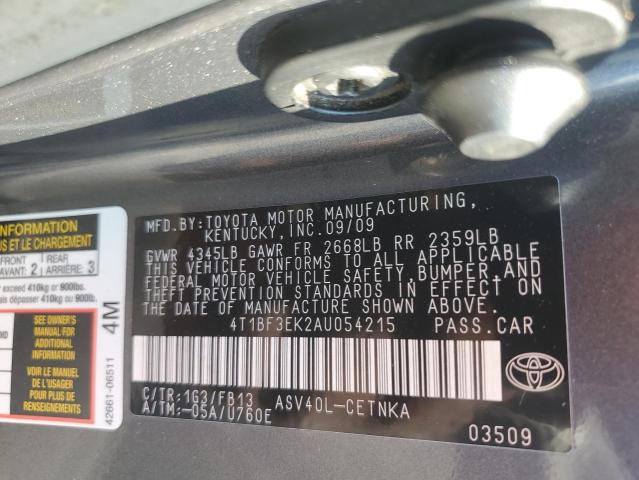 INFORMATION
US ET LE CHARGEMENT
FRONT REAR
AVANT: 2 ARRIÈRE: 3
exceed 410kg or 900lbs.
ais dépasser 410kg ou 900lb.
SEE OWNER'S
MANUAL FOR
ADDITIONAL
INFORMATION
VOIR LE MANUEL
DE L'USAGER
POUR PLUS DE
RENSEIGNEMENTS
4M
42661-06511
MFD.BY:TOYOTA MOTOR MANUFACTURING,
KENTUCKY,INC.09/09
GVWR 4345LB GAWR FR 2668LB RR 2359LB
THIS VEHICLE CONFORMS TO ALL APPLICABLE
FEDERAL MOTOR VEHICLE SAFETY,BUMPER,AND
THEFT PREVENTION STANDARDS IN EFFECT ON
THE DATE OF MANUFACTURE SHOWN ABOVE.
4T1BF3EK2AU054215 PASS.CAR
C/TR:1G3/FB13 ASV40L-CETNKA
A/TM:-05A/U760E
TOYOTA
03509